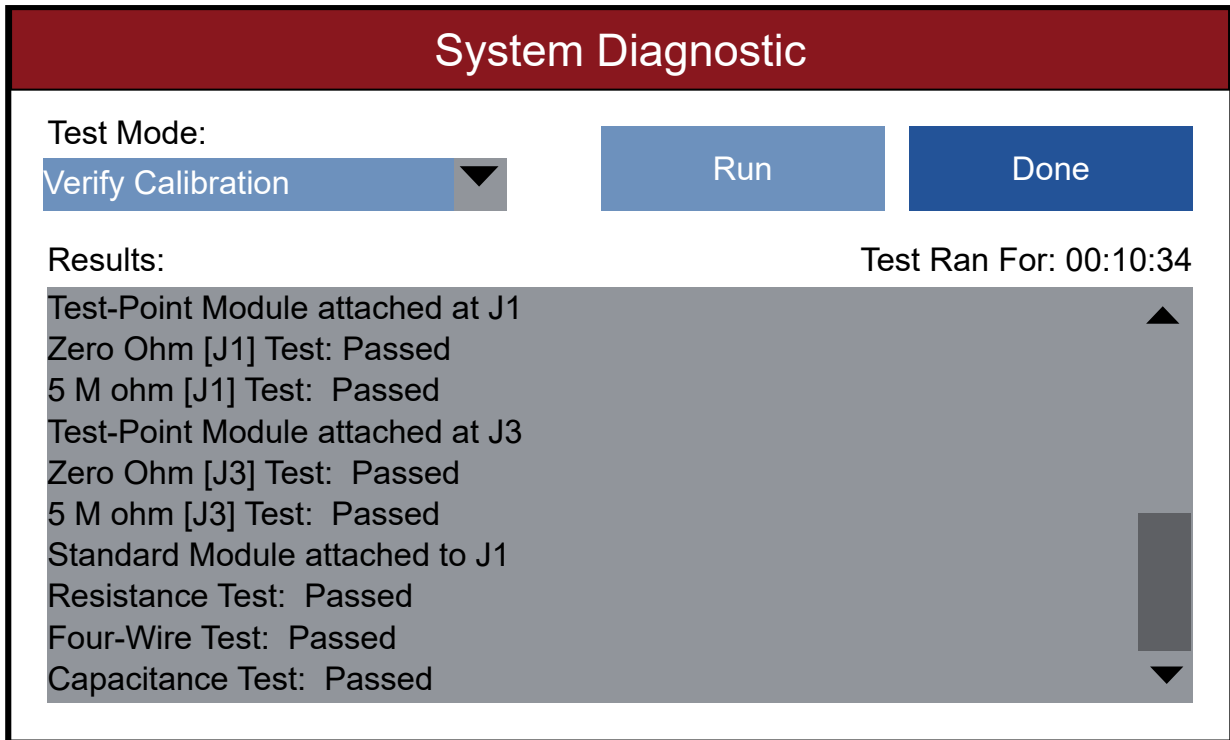 System Diagnostic
Test Mode:
Verify Calibration
Run
Done
Results:
Test Ran For: 00:10:34
Test-Point Module attached at J1
Zero Ohm [J1] Test: Passed
5 M ohm [J1] Test:  Passed
Test-Point Module attached at J3
Zero Ohm [J3] Test:  Passed
5 M ohm [J3] Test:  Passed
Standard Module attached to J1
Resistance Test:  Passed
Four-Wire Test:  Passed
Capacitance Test:  Passed